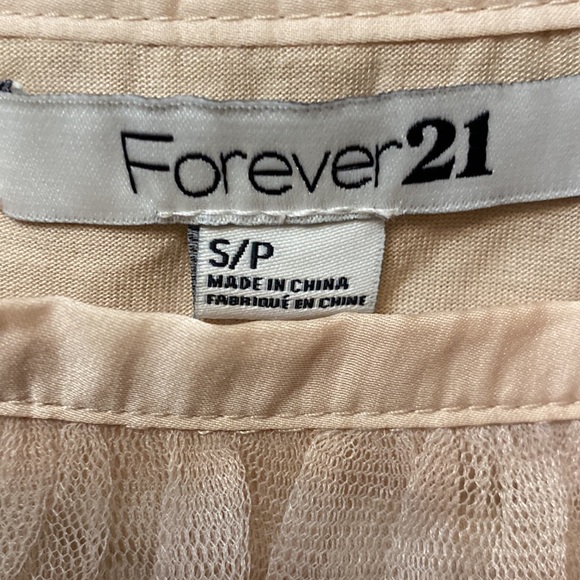 Forever21
S/P
MADE IN CHINA
FABRIQUÉ EN CHINE